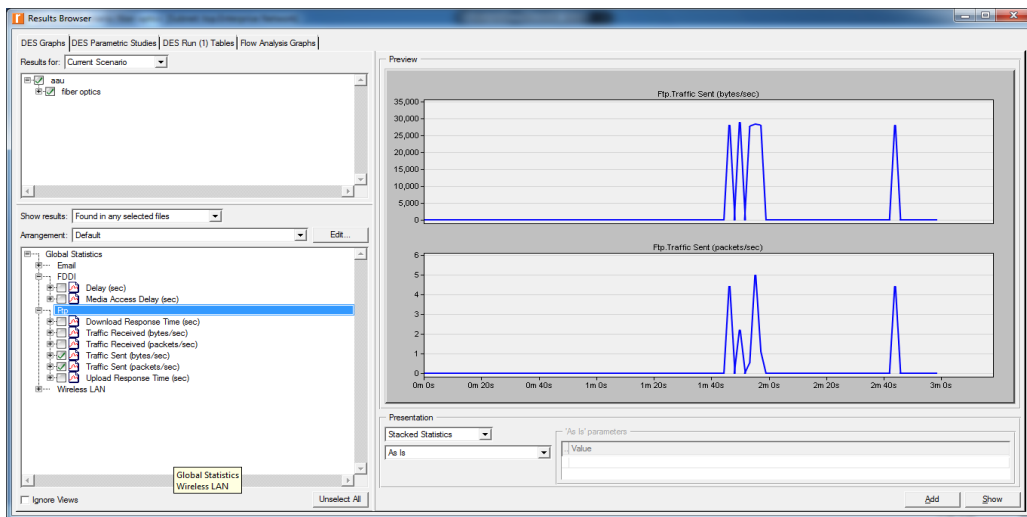 Results Browser
DES Graphs DES Parametric Studies DES Run (1) Tables Flow Analysis Graphs
Results for: Current Scenario
aau
fiber optics
Show results: Found in any selected files
Arrangement: Default Edit...
Global Statistics
Email
FDDI
Delay (sec)
Media Access Delay (sec)
Ftp
Download Response Time (sec)
Traffic Received (bytes/sec)
Traffic Received (packets/sec)
Traffic Sent (bytes/sec)
Traffic Sent (packets/sec)
Upload Response Time (sec)
Wireless LAN
Global Statistics
Wireless LAN
Ignore Views Unselect All
Preview
Ftp.Traffic Sent (bytes/sec)
35,000
30,000
25,000
20,000
15,000
10,000
5,000
0
Ftp.Traffic Sent (packets/sec)
6
5
4
3
2
1
0
0m 0s 0m 20s 0m 40s 1m 0s 1m 20s 1m 40s 2m 0s 2m 20s 2m 40s 3m 0s
Presentation
Stacked Statistics
As Is
'As Is' parameters
Value
Add Show